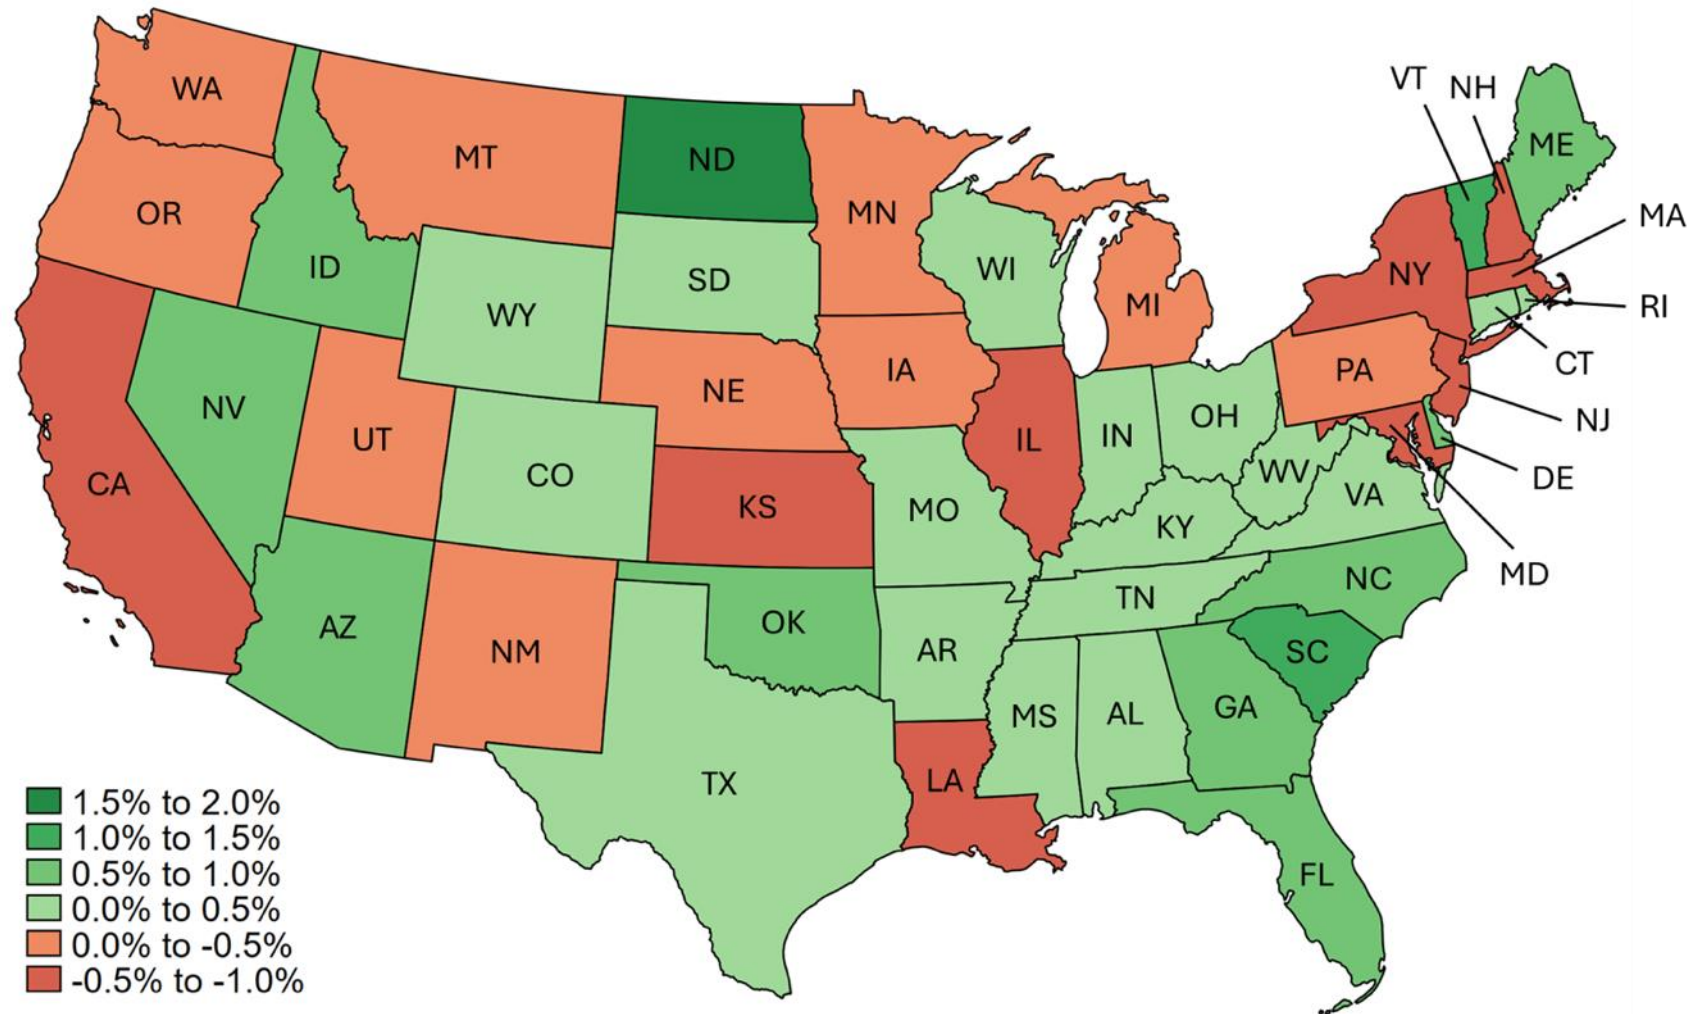 VT
NH
WA
ME
MT
ND
OR
MN
MA
ID
SD
WI
NY
WY
MI
RI
CT
NE
IA
PA
NV
NJ
UT
OH
IL
IN
CO
WV
DE
CA
VA
KS
MO
KY
MD
NC
TN
AZ
OK
NM
AR
SC
MS
AL
GA
TX
LA
FL
1.5% to 2.0%
1.0% to 1.5%
0.5% to 1.0%
0.0% to 0.5%
0.0% to -0.5%
-0.5% to -1.0%